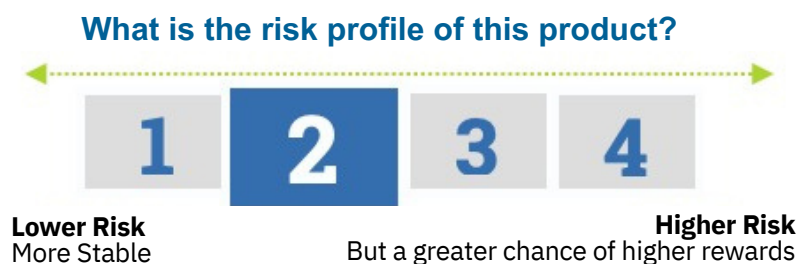 What is the risk profile of this product?
1 2 3 4
Lower Risk Higher Risk
More Stable But a greater chance of higher rewards